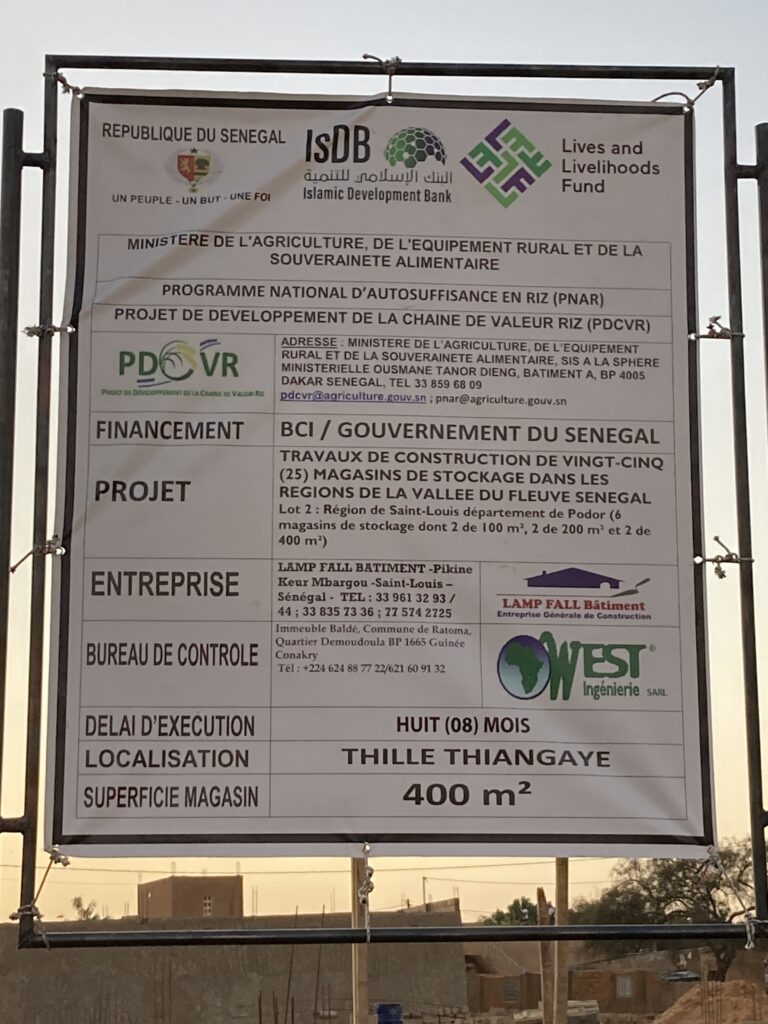 REPUBLIQUE DU SENEGAL
UN PEUPLE - UN BUT - UNE FOI
IsDB
البنك الإسلامي للتنمية
Islamic Development Bank
Lives and
Livelihoods
Fund
MINISTERE DE L'AGRICULTURE, DE L'EQUIPEMENT RURAL ET DE LA
SOUVERAINETE ALIMENTAIRE
PROGRAMME NATIONAL D'AUTOSUFFISANCE EN RIZ (PNAR)
PROJET DE DEVELOPPEMENT DE LA CHAINE DE VALEUR RIZ (PDCVR)
PDCVR
PROJET DE DÉVELOPPEMENT DE LA CHAINE DE VALEUR RIZ
ADRESSE : MINISTERE DE L'AGRICULTURE, DE L'EQUIPEMENT
RURAL ET DE LA SOUVERAINETE ALIMENTAIRE, SIS A LA SPHERE
MINISTERIELLE OUSMANE TANOR DIENG, BATIMENT A, BP 4005
DAKAR SENEGAL, TEL 33 859 68 09
pdcvr@agriculture.gouv.sn ; pnar@agriculture.gouv.sn
FINANCEMENT
BCI / GOUVERNEMENT DU SENEGAL
PROJET
TRAVAUX DE CONSTRUCTION DE VINGT-CINQ
(25) MAGASINS DE STOCKAGE DANS LES
REGIONS DE LA VALLEE DU FLEUVE SENEGAL
Lot 2 : Région de Saint-Louis département de Podor (6
magasins de stockage dont 2 de 100 m², 2 de 200 m² et 2 de
400 m²)
ENTREPRISE
LAMP FALL BATIMENT -Pikine
Keur Mbargou -Saint-Louis –
Sénégal - TEL : 33 961 32 93 /
44 ; 33 835 73 36 ; 77 574 2725
LAMP FALL Bâtiment
Entreprise Générale de Construction
BUREAU DE CONTROLE
Immeuble Baldé, Commune de Ratoma,
Quartier Demoudoula BP 1665 Guinée
Conakry
Tél : +224 624 88 77 22/621 60 91 32
WEST ®
Ingénierie SARL
DELAI D'EXECUTION
HUIT (08) MOIS
LOCALISATION
THILLE THIANGAYE
SUPERFICIE MAGASIN
400 m²